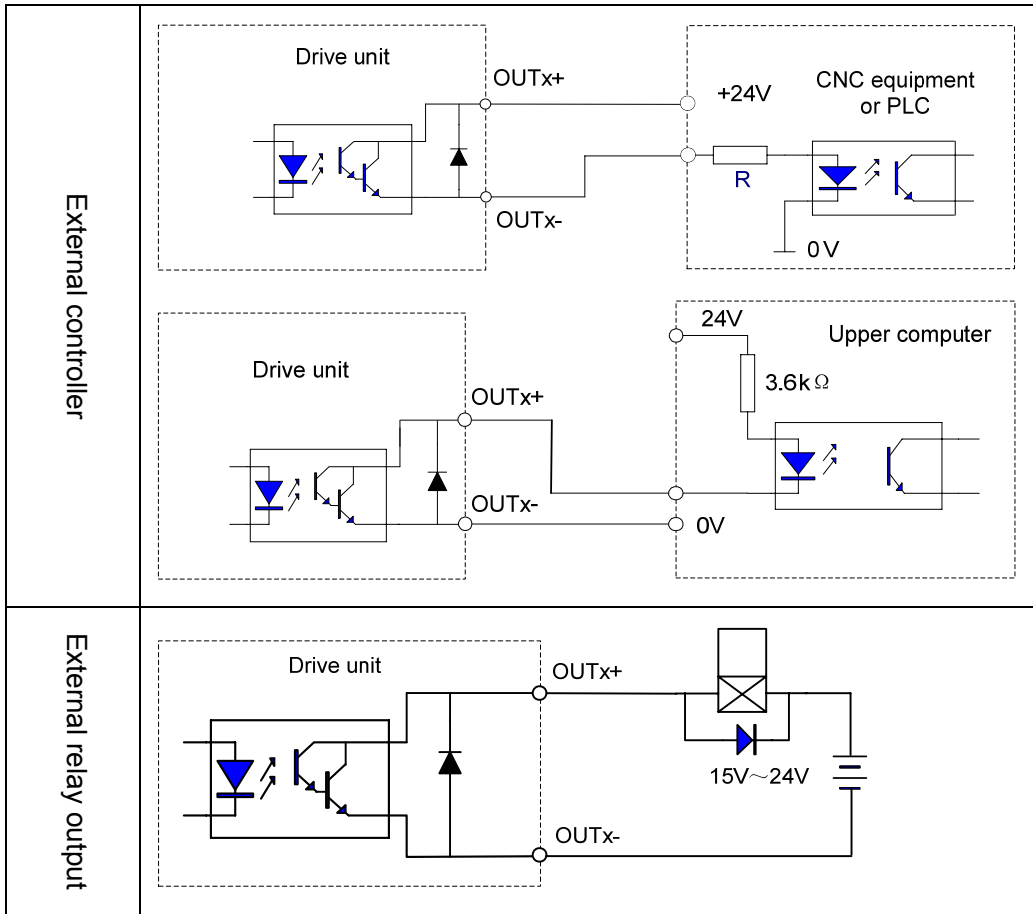 External controller
Drive unit
OUTx+
OUTx-
+24V
CNC equipment
or PLC
R
0V
Drive unit
OUTx+
OUTx-
24V
Upper computer
3.6kΩ
0V
External relay output
Drive unit
OUTx+
OUTx-
15V～24V